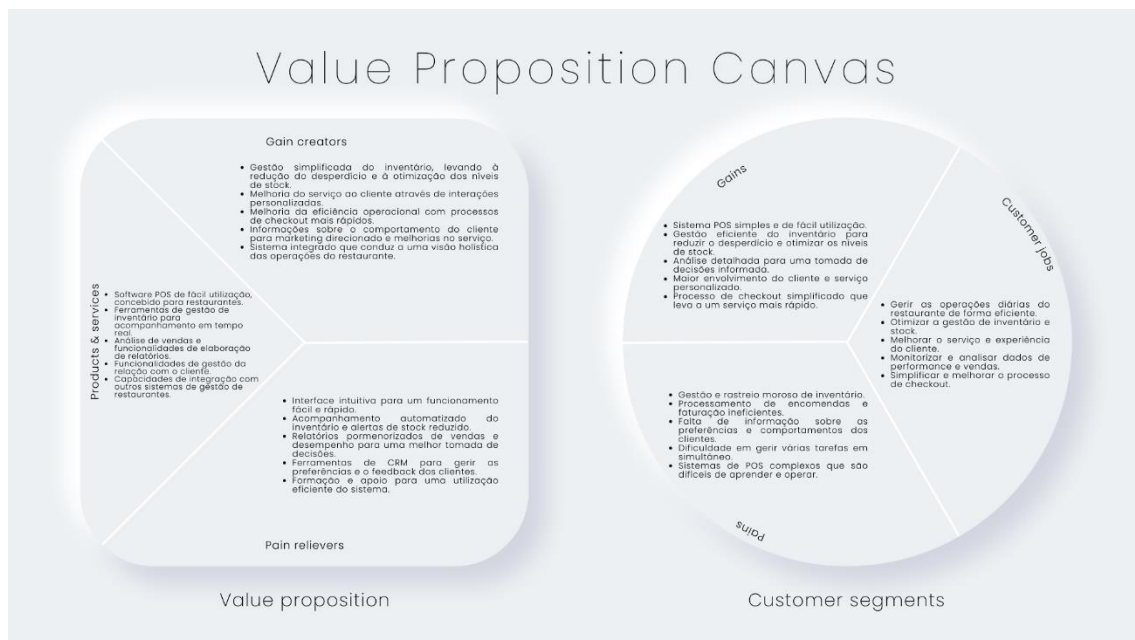 Value Proposition Canvas
Gain creators
• Gestão simplificada do inventário, levando à
redução do desperdício e à otimização dos níveis
de stock.
• Melhoria do serviço ao cliente através de interações
personalizadas.
• Melhoria da eficiência operacional com processos
de checkout mais rápidos.
• Informações sobre o comportamento do cliente
para marketing direcionado e melhorias no serviço.
• Sistema integrado que conduz a uma visão holística
das operações do restaurante.
Products & services
• Software POS de fácil utilização,
concebido para restaurantes.
• Ferramentas de gestão de
inventário para
acompanhamento em tempo
real.
• Análise de vendas e
funcionalidades de elaboração
de relatórios.
• Funcionalidades de gestão da
relação com o cliente.
• Capacidades de integração com
outros sistemas de gestão de
restaurantes.
• Interface intuitiva para um funcionamento
fácil e rápido.
• Acompanhamento automatizado do
inventário e alertas de stock reduzido.
• Relatórios pormenorizados de vendas e
desempenho para uma melhor tomada de
decisões.
• Ferramentas de CRM para gerir as
preferências e o feedback dos clientes.
• Formação e apoio para uma utilização
eficiente do sistema.
Pain relievers
Value proposition
Gains
• Sistema POS simples e de fácil utilização.
• Gestão eficiente do inventário para
reduzir o desperdício e otimizar os níveis
de stock.
• Análise detalhada para uma tomada de
decisões informada.
• Maior envolvimento do cliente e serviço
personalizado.
• Processo de checkout simplificado que
leva a um serviço mais rápido.
Customer jobs
• Gerir as operações diárias do
restaurante de forma eficiente.
• Otimizar a gestão de inventário e
stock.
• Melhorar o serviço e experiência
do cliente.
• Monitorizar e analisar dados de
performance e vendas.
• Simplificar e melhorar o processo
de checkout.
• Gestão e rastreio moroso de inventário.
• Processamento de encomendas e
faturação ineficientes.
• Falta de informação sobre as
preferências e comportamentos dos
clientes.
• Dificuldade em gerir várias tarefas em
simultâneo.
• Sistemas de POS complexos que são
difíceis de aprender e operar.
Pains
Customer segments